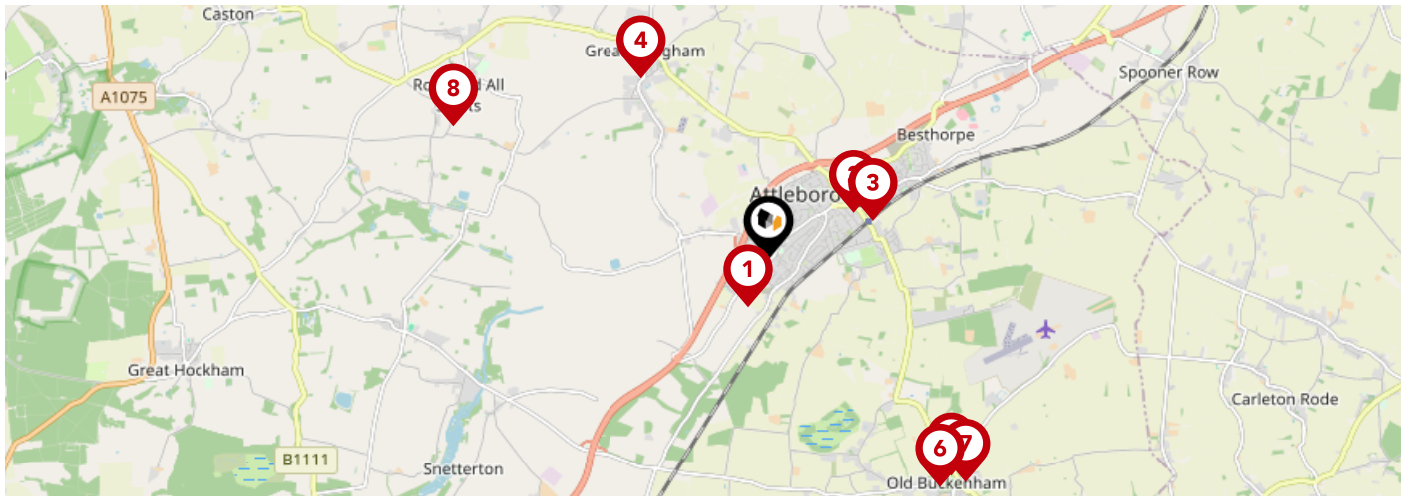 Caston
4
8
A1075
Spooner Row
Besthorpe
3
1
Great Hockham
Carleton Rode
6
7
B1111
Snetterton
Old Buckenham